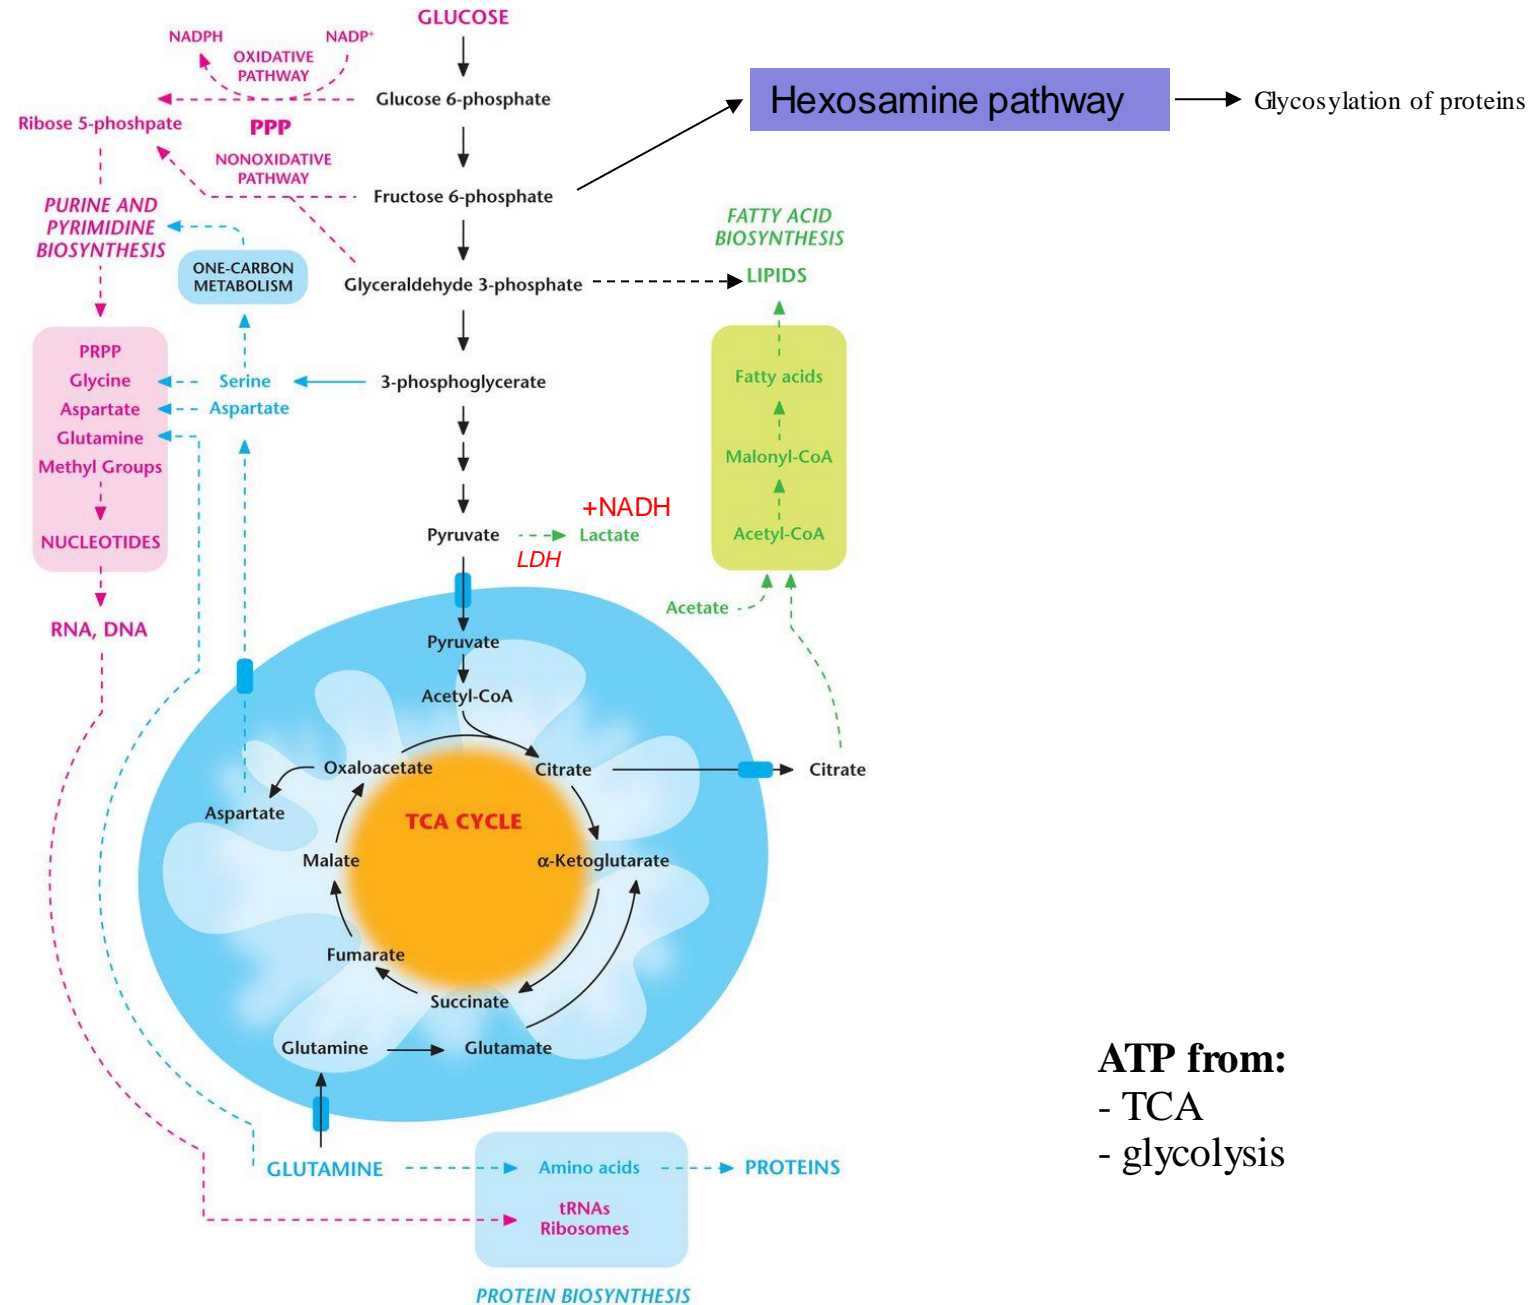 GLUCOSE
NADPH
NADP⁺
OXIDATIVE
PATHWAY
Glucose 6-phosphate
Hexosamine pathway
Glycosylation of proteins
Ribose 5-phoshpate
PPP
NONOXIDATIVE
PATHWAY
Fructose 6-phosphate
PURINE AND
PYRIMIDINE
BIOSYNTHESIS
FATTY ACID
BIOSYNTHESIS
ONE-CARBON
METABOLISM
Glyceraldehyde 3-phosphate
LIPIDS
PRPP
Glycine
Serine
3-phosphoglycerate
Fatty acids
Aspartate
Aspartate
Glutamine
Methyl Groups
Malonyl-CoA
NUCLEOTIDES
+NADH
Pyruvate
Lactate
LDH
Acetyl-CoA
Acetate
RNA, DNA
Pyruvate
Acetyl-CoA
Oxaloacetate
Citrate
Citrate
Aspartate
TCA CYCLE
Malate
α-Ketoglutarate
Fumarate
Succinate
Glutamine
Glutamate
ATP from:
- TCA
- glycolysis
GLUTAMINE
Amino acids
PROTEINS
tRNAs
Ribosomes
PROTEIN BIOSYNTHESIS